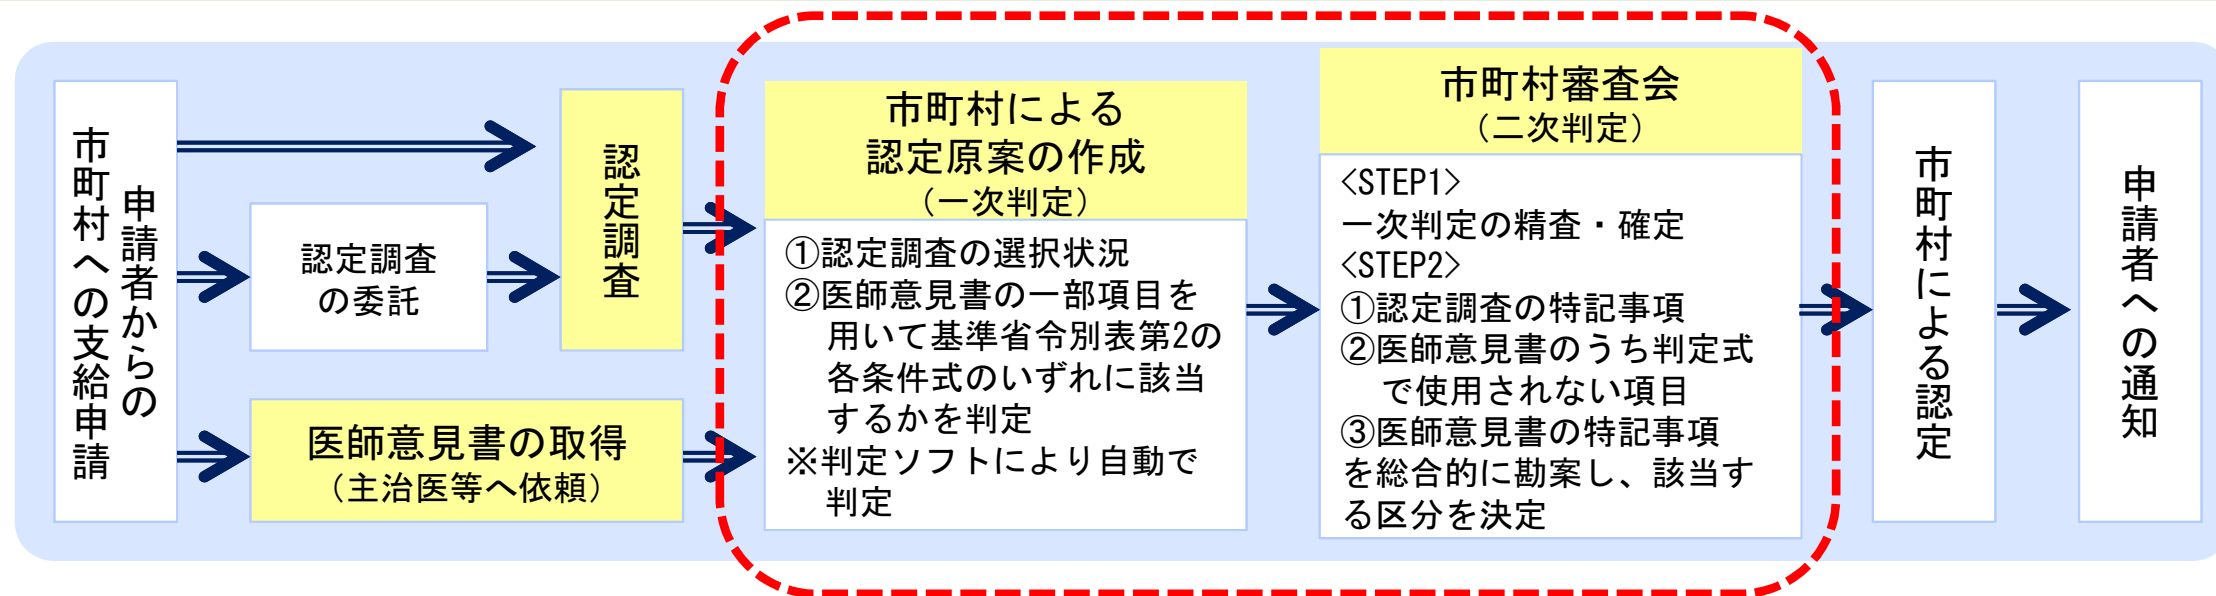 申請者からの
市町村への支給申請
認定調査
の委託
認定調査
医師意見書の取得
（主治医等へ依頼）
市町村による
認定原案の作成
（一次判定）
①認定調査の選択状況
②医師意見書の一部項目を
用いて基準省令別表第2の
各条件式のいずれに該当
するかを判定
※判定ソフトにより自動で
判定
市町村審査会
（二次判定）
<STEP1>
一次判定の精査・確定
<STEP2>
①認定調査の特記事項
②医師意見書のうち判定式
で使用されない項目
③医師意見書の特記事項
を総合的に勘案し、該当す
る区分を決定
市町村による認定
申請者への通知